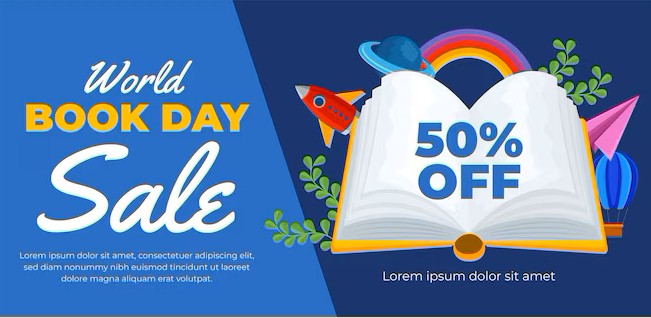 World
BOOK DAY
Sale
Lorem ipsum dolor sit amet, consectetuer adipiscing elit,
sed diam nonummy nibh euismod tincidunt ut laoreet
dolore magna aliquam erat volutpat.
50%
OFF
Lorem ipsum dolor sit amet